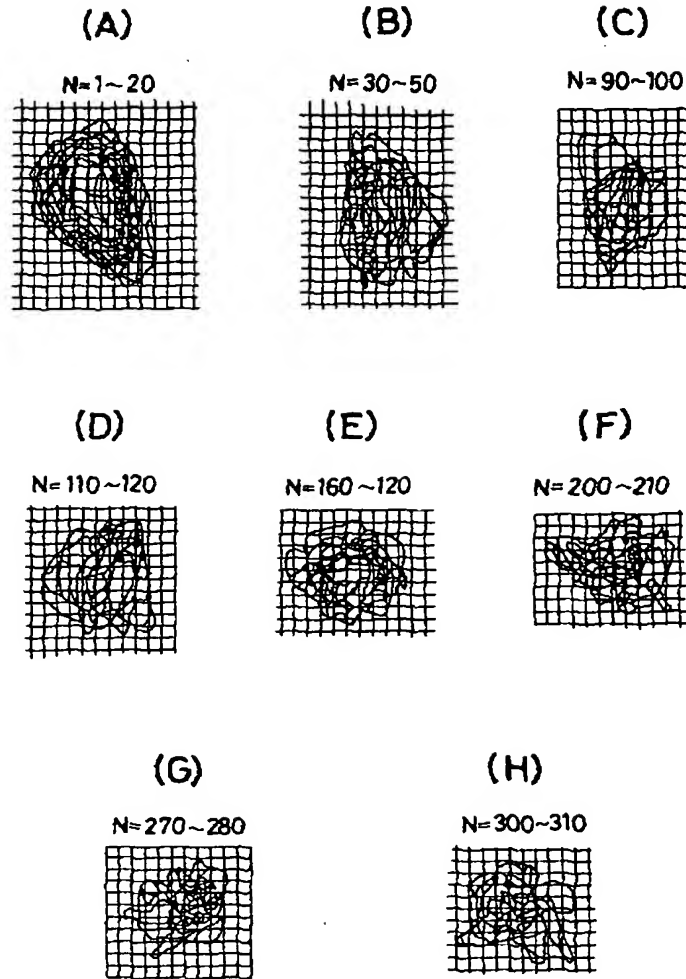 (A) (B) (C)
N=1~20 N=30~50 N=90~100
(D) (E) (F)
N=110~120 N=160~120 N=200~210
(G) (H)
N=270~280 N=300~310